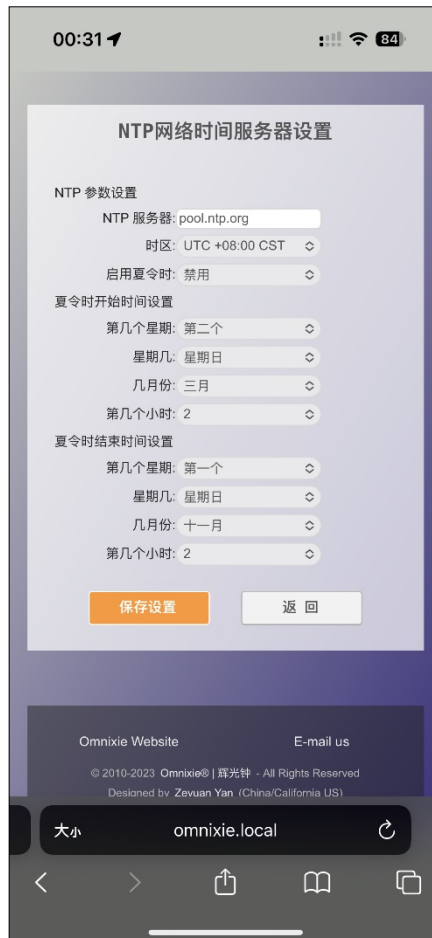 00:31
84
NTP网络时间服务器设置
NTP 参数设置
NTP 服务器: pool.ntp.org
时区: UTC +08:00 CST
启用夏令时: 禁用
夏令时开始时间设置
第几个星期: 第二个
星期几: 星期日
几月份: 三月
第几个小时: 2
夏令时结束时间设置
第几个星期: 第一个
星期几: 星期日
几月份: 十一月
第几个小时: 2
保存设置 返 回
Omnixie Website E-mail us
© 2010-2023 Omnixie® | 辉光钟 - All Rights Reserved
Designed by Zeyuan Yan (China/California US)
大小 omnixie.local